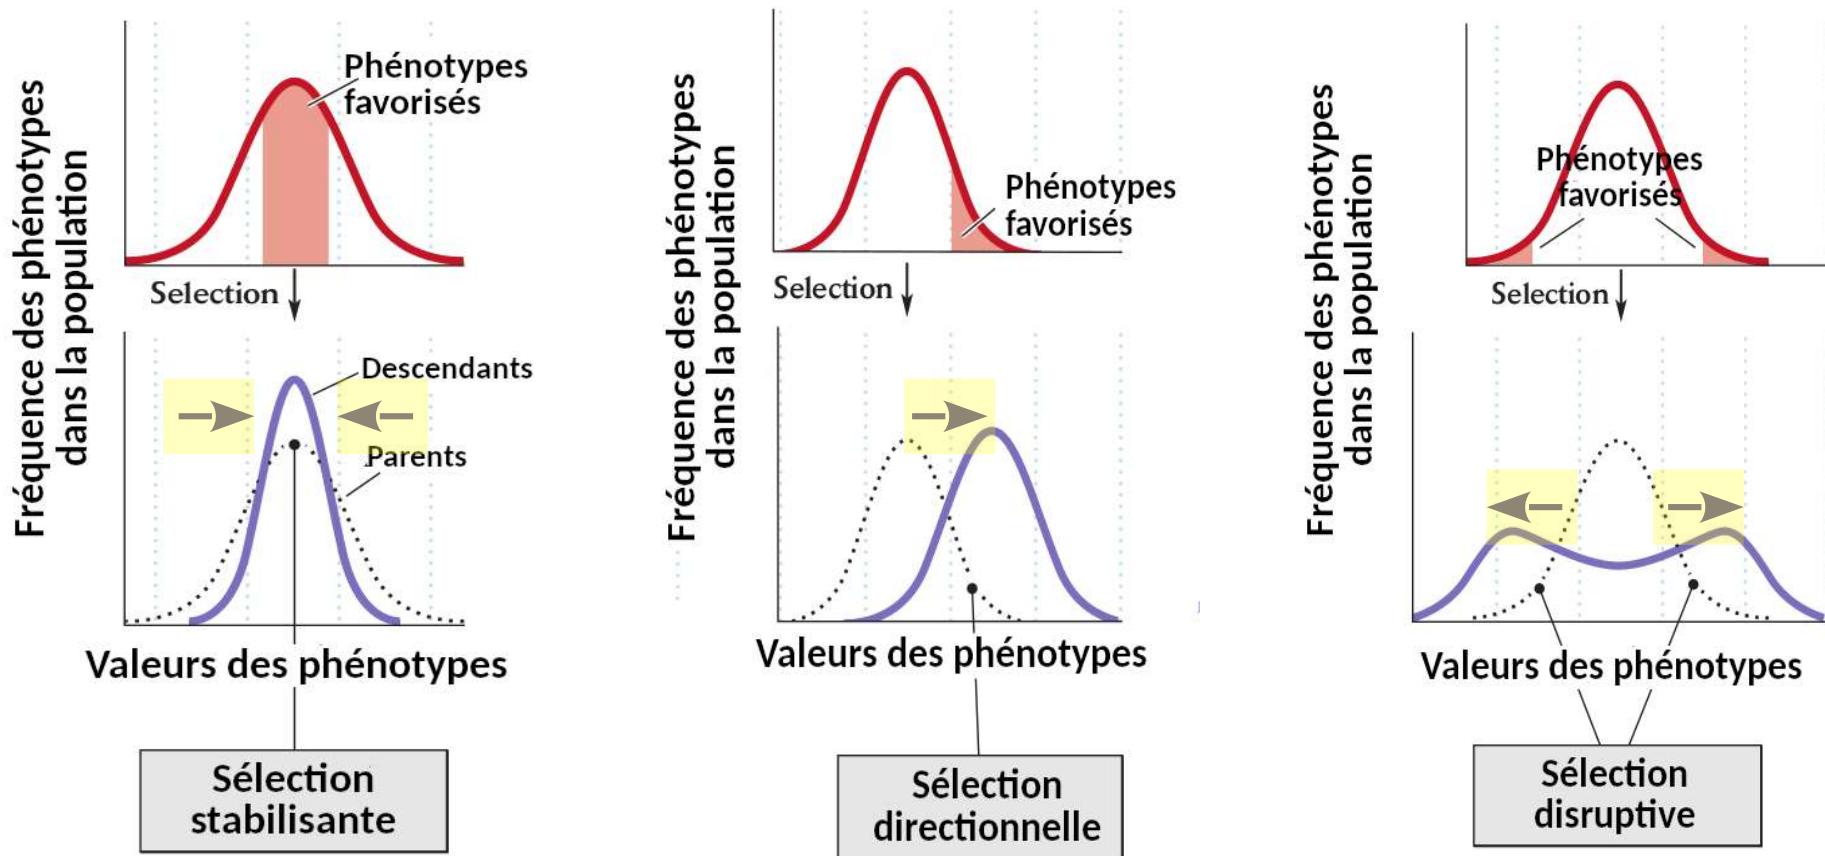 Fréquence des phénotypes
dans la population
Phénotypes
favorisés
Selection
Descendants
Parents
Valeurs des phénotypes
Sélection
stabilisante
Fréquence des phénotypes
dans la population
Phénotypes
favorisés
Selection
Valeurs des phénotypes
Sélection
directionnelle
Fréquence des phénotypes
dans la population
Phénotypes
favorisés
Selection
Valeurs des phénotypes
Sélection
disruptive